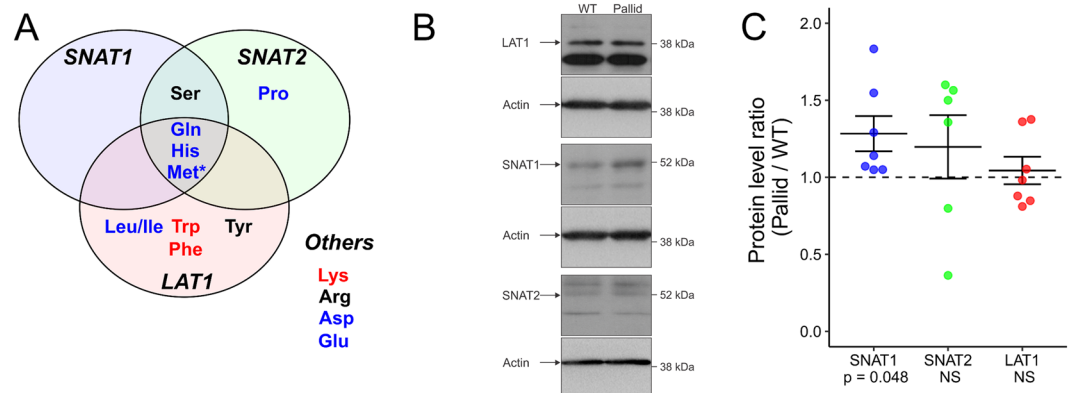 A
SNAT1
SNAT2
Ser
Pro
Gln
His
Met*
Leu/Ile
Trp
Tyr
Phe
LAT1
Others
Lys
Arg
Asp
Glu
B
WT
Pallid
LAT1
38 kDa
Actin
38 kDa
SNAT1
52 kDa
Actin
38 kDa
SNAT2
52 kDa
Actin
38 kDa
C
Protein level ratio
(Pallid / WT)
2.0
1.5
1.0
0.5
0.0
SNAT1
p = 0.048
SNAT2
NS
LAT1
NS